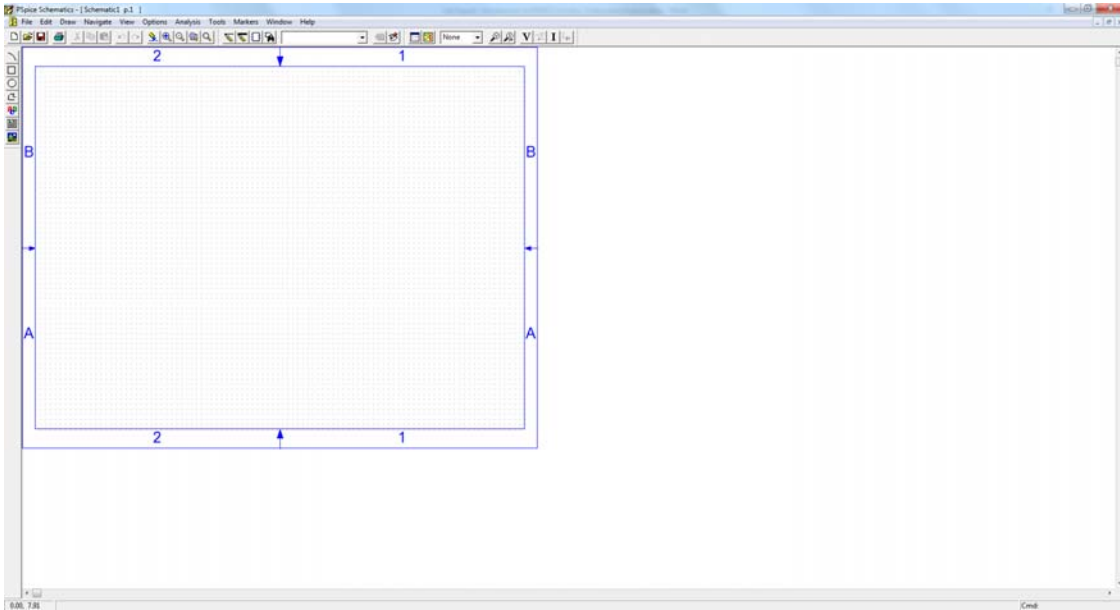 PSpice Schematics - [ Schematic1 p.1 ]
File Edit Draw Navigate View Options Analysis Tools Markers Window Help
None V I
2 1
B B
A A
2 1
0.00, 7.91 Cmd: